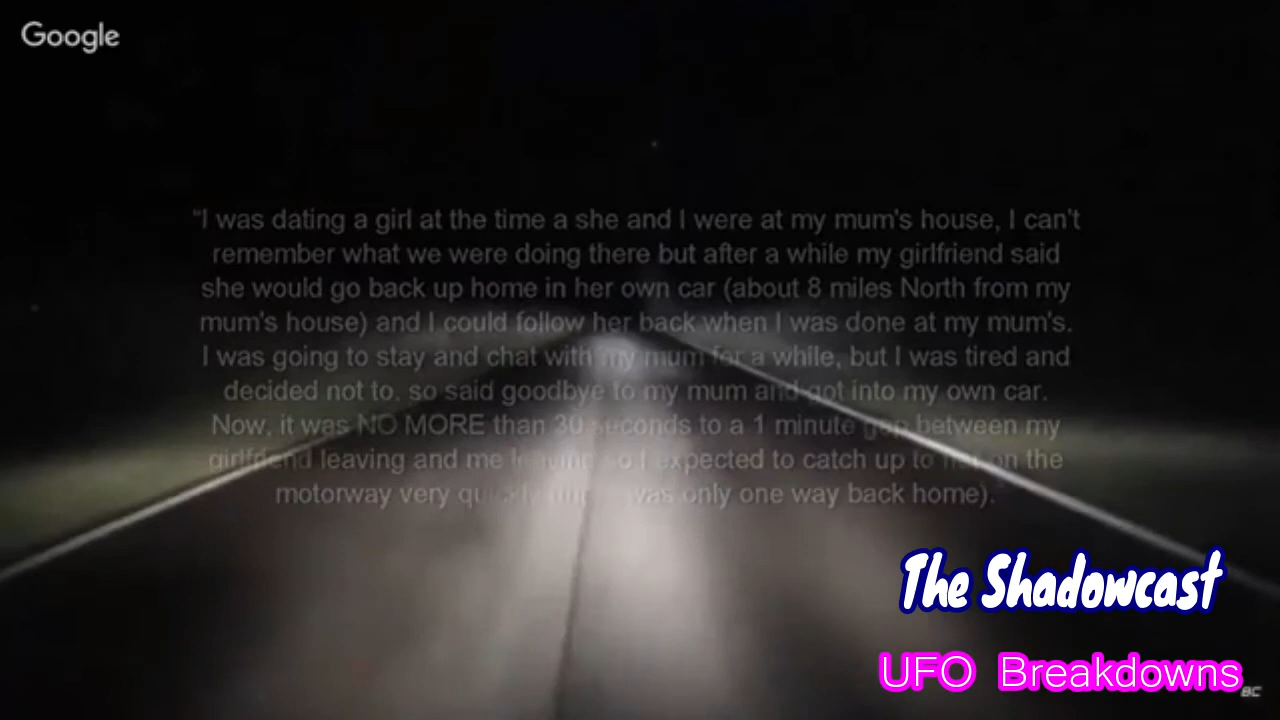 Google
"I was dating a girl at the time a she and I were at my mum's house, I can't
remember what we were doing there but after a while my girlfriend said
she would go back up home in her own car (about 8 miles North from my
mum's house) and I could follow her back when I was done at my mum's.
I was going to stay and chat with my mum for a while, but I was tired and
decided not to. so said goodbye to my mum and got into my own car.
Now, it was NO MORE than 30 seconds to a 1 minute gap between my
girlfriend leaving and me leaving so I expected to catch up to her on the
motorway very quickly was only one way back home)."
The Shadowcast
UFO Breakdowns
BC